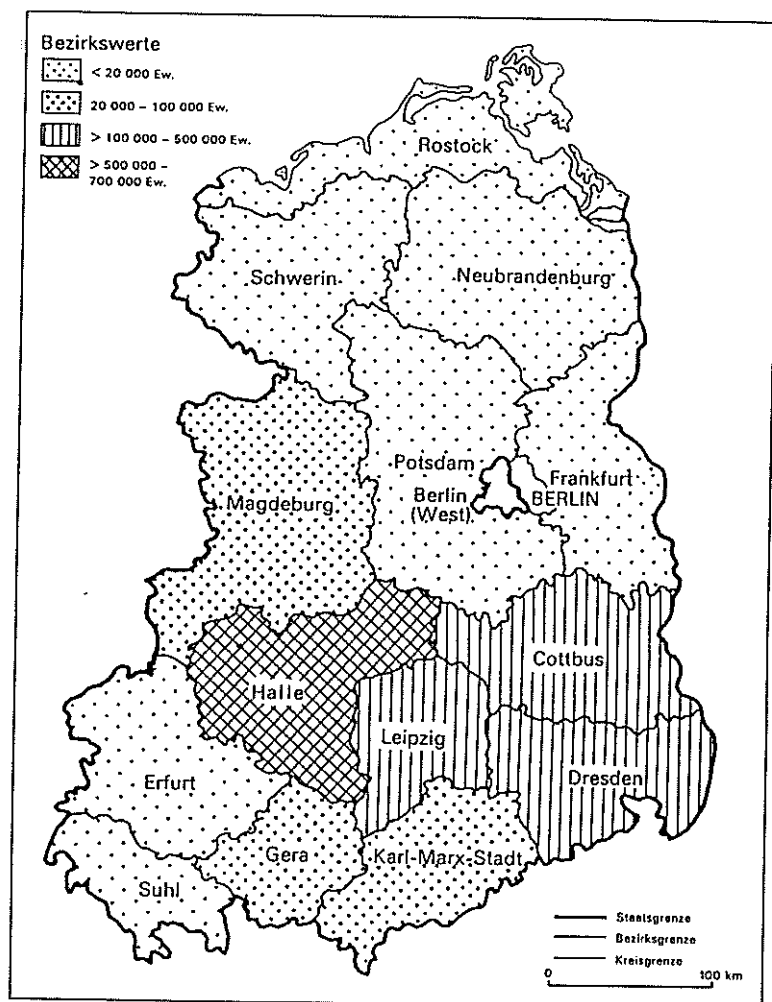 Bezirkswerte
< 20 000 Ew.
20 000 – 100 000 Ew.
> 100 000 – 500 000 Ew.
> 500 000 –
700 000 Ew.
Rostock
Schwerin
Neubrandenburg
Potsdam
Berlin
(West)
Frankfurt
BERLIN
Magdeburg
Cottbus
Halle
Leipzig
Dresden
Erfurt
Gera
Karl-Marx-Stadt
Suhl
Staatsgrenze
Bezirksgrenze
Kreisgrenze
0 100 km